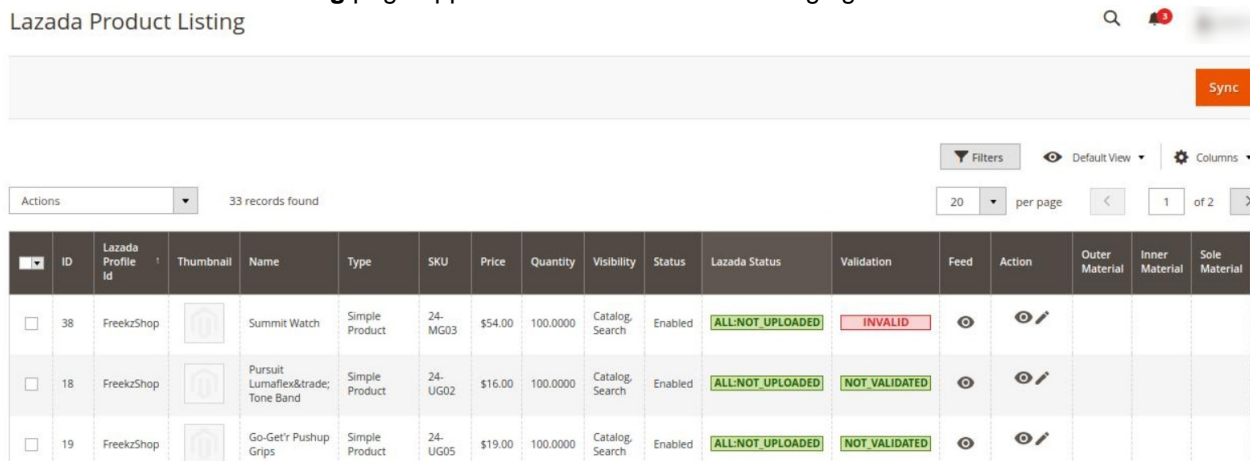 Lazada Product Listing
3
Sync
Filters Default View Columns
Actions 33 records found 20 per page 1 of 2
ID Lazada Profile Id ↑ Thumbnail Name Type SKU Price Quantity Visibility Status Lazada Status Validation Feed Action Outer Material Inner Material Sole Material
38 FreekzShop Summit Watch Simple Product 24-MG03 $54.00 100.0000 Catalog, Search Enabled ALL:NOT_UPLOADED INVALID
18 FreekzShop Pursuit Lumaflex&trade; Tone Band Simple Product 24-UG02 $16.00 100.0000 Catalog, Search Enabled ALL:NOT_UPLOADED NOT_VALIDATED
19 FreekzShop Go-Get'r Pushup Grips Simple Product 24-UG05 $19.00 100.0000 Catalog, Search Enabled ALL:NOT_UPLOADED NOT_VALIDATED